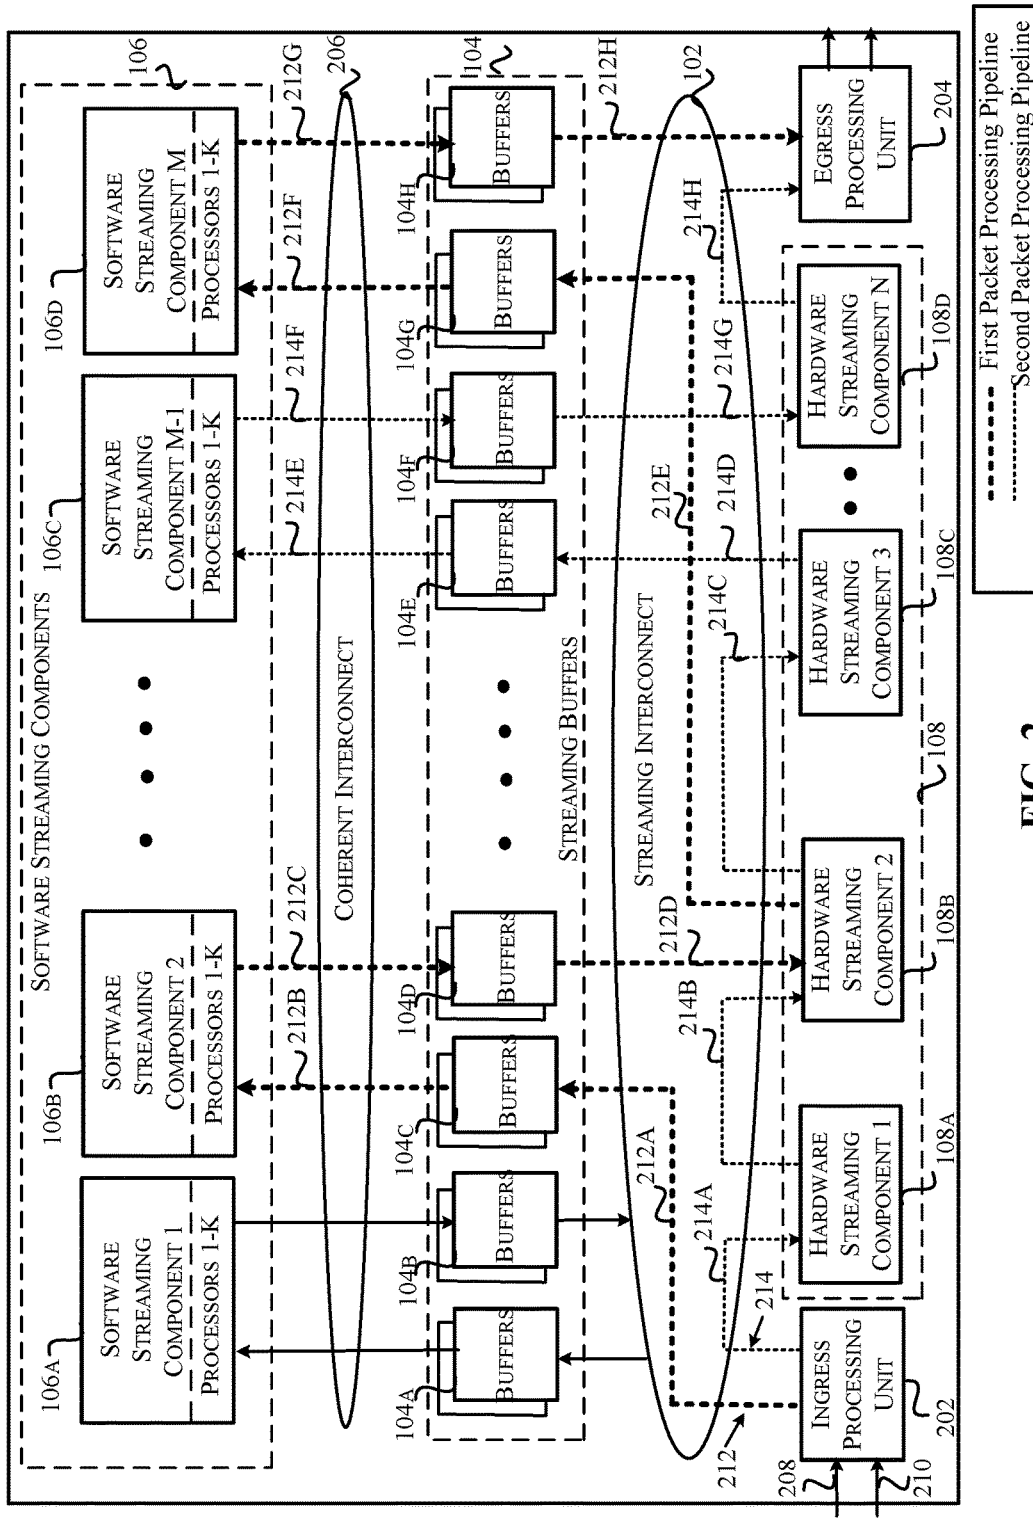 SOFTWARE STREAMING COMPONENTS
106
106A
SOFTWARE
STREAMING
COMPONENT 1
PROCESSORS 1-K
106B
SOFTWARE
STREAMING
COMPONENT 2
PROCESSORS 1-K
106C
SOFTWARE
STREAMING
COMPONENT M-1
PROCESSORS 1-K
106D
SOFTWARE
STREAMING
COMPONENT M
PROCESSORS 1-K
212B
212C
214E
214F
212F
212G
COHERENT INTERCONNECT
206
104A
BUFFERS
104B
BUFFERS
104C
BUFFERS
104D
BUFFERS
104E
BUFFERS
104F
BUFFERS
104G
BUFFERS
104H
BUFFERS
104
STREAMING BUFFERS
STREAMING INTERCONNECT
102
212
212A
214A
214
214B
212D
212E
214C
214D
214G
214H
212H
208
210
INGRESS
PROCESSING
UNIT
202
HARDWARE
STREAMING
COMPONENT 1
108A
HARDWARE
STREAMING
COMPONENT 2
108B
108
HARDWARE
STREAMING
COMPONENT 3
108C
HARDWARE
STREAMING
COMPONENT N
108D
EGRESS
PROCESSING
UNIT
204
First Packet Processing Pipeline
Second Packet Processing Pipeline